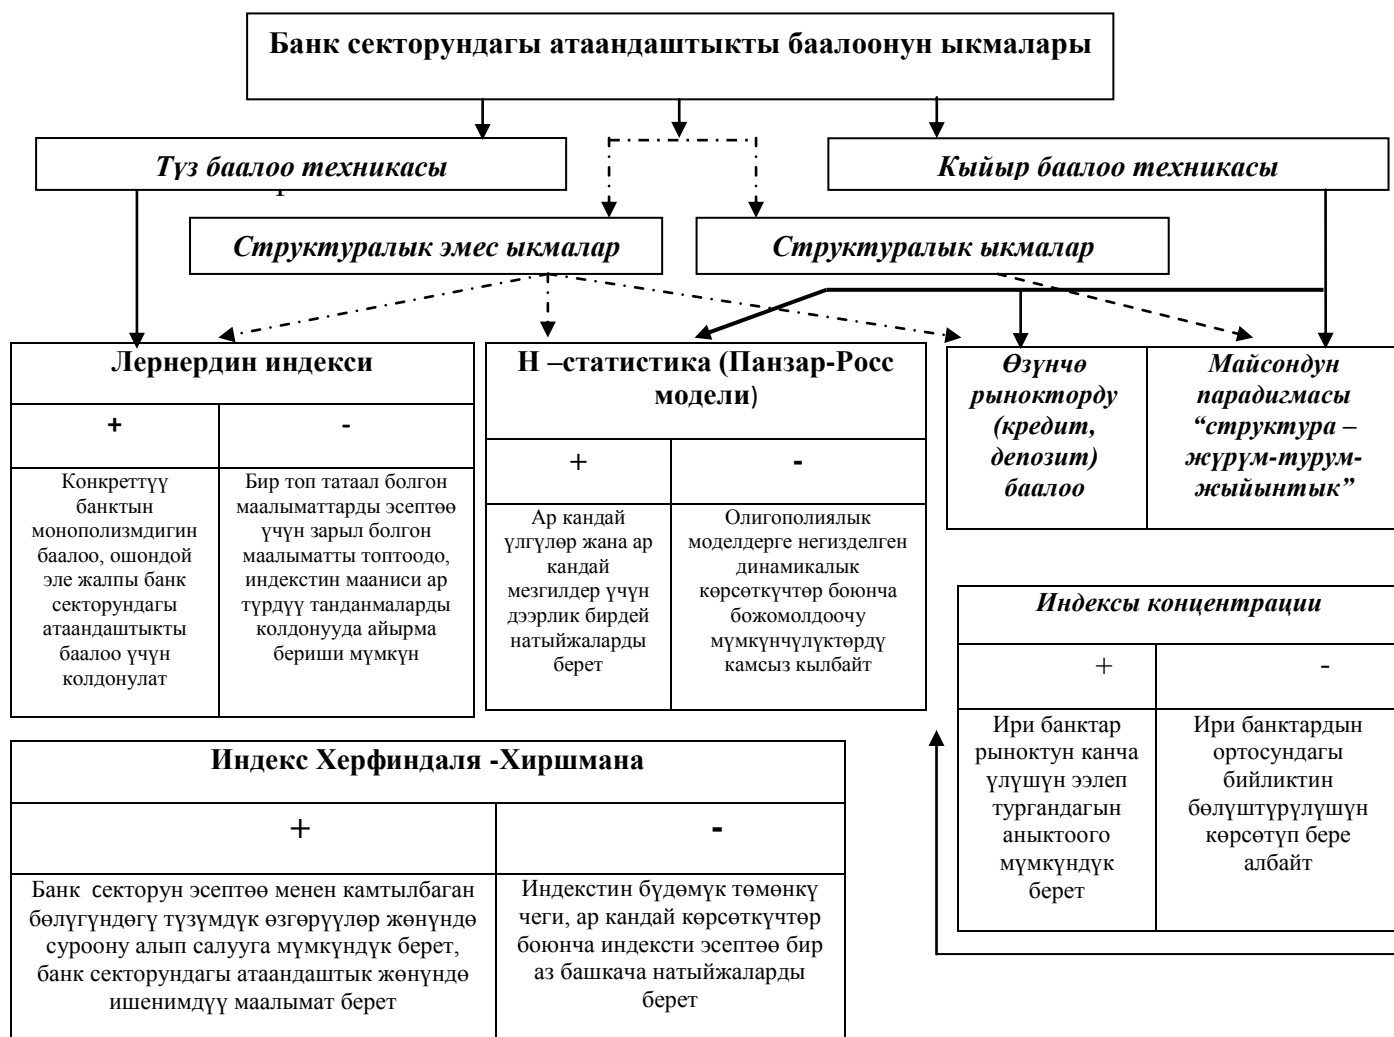 Банк секторундагы атаандаштыкты баалоонун ыкмалары
Түз баалоо техникасы
Кыйыр баалоо техникасы
Структуралык эмес ыкмалар
Структуралык ыкмалар
Лернердин индекси
+
-
Конкреттүү
банктын
монополизмдигин
баалоо, ошондой
эле жалпы банк
секторундагы
атаандаштыкты
баалоо үчүн
колдонулат
Бир топ татаал болгон
маалыматтарды эсептөө
үчүн зарыл болгон
маалыматты топтоодо,
индекстин мааниси ар
түрдүү танданмаларды
колдонууда айырма
бериши мүмкүн
Н –статистика (Панзар-Росс
модели)
+
-
Ар кандай
үлгүлөр жана ар
кандай
мезгилдер үчүн
дээрлик бирдей
натыйжаларды
берет
Олигополиялык
моделдерге негизделген
динамикалык
көрсөткүчтөр боюнча
божомолдоочу
мүмкүнчүлүктөрдү
камсыз кылбайт
Өзүнчө
рынокторду
(кредит,
депозит)
баалоо
Майсондун
парадигмасы
“структура –
жүрүм-турум-
жыйынтык”
Индексы концентрации
+
-
Ири банктар
рыноктун канча
үлүшүн ээлеп
тургандагын
аныктоого
мүмкүндүк
берет
Ири банктардын
ортосундагы
бийликтин
бөлүштүрүлүшүн
көрсөтүп бере
албайт
Индекс Херфиндаля -Хиршмана
+
-
Банк секторун эсептөө менен камтылбаган
бөлүгүндөгү түзүмдүк өзгөрүүлөр жөнүндө
суроону алып салууга мүмкүндүк берет,
банк секторундагы атаандаштык жөнүндө
ишенимдүү маалымат берет
Индекстин бүдөмүк төмөнкү
чеги, ар кандай көрсөткүчтөр
боюнча индексти эсептөө бир
аз башкача натыйжаларды
берет